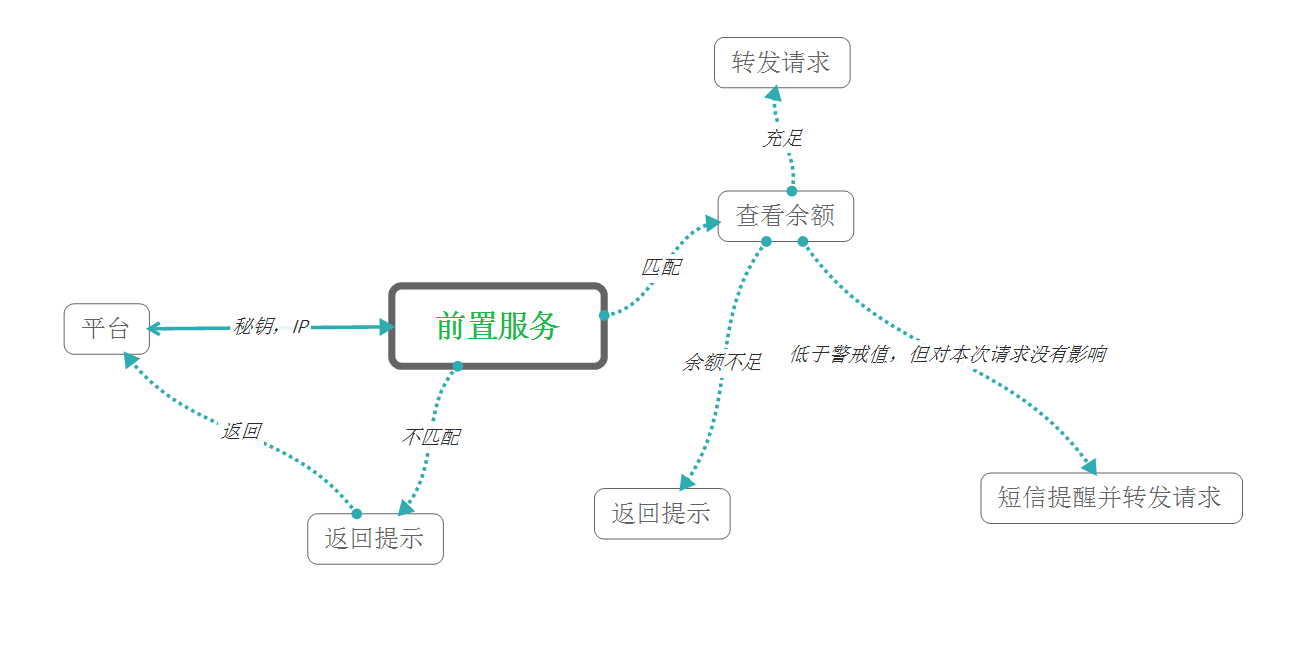 转发请求
充足
查看余额
匹配
前置服务
平台
秘钥，IP
余额不足
低于警戒值，但对本次请求没有影响
返回
不匹配
短信提醒并转发请求
返回提示
返回提示